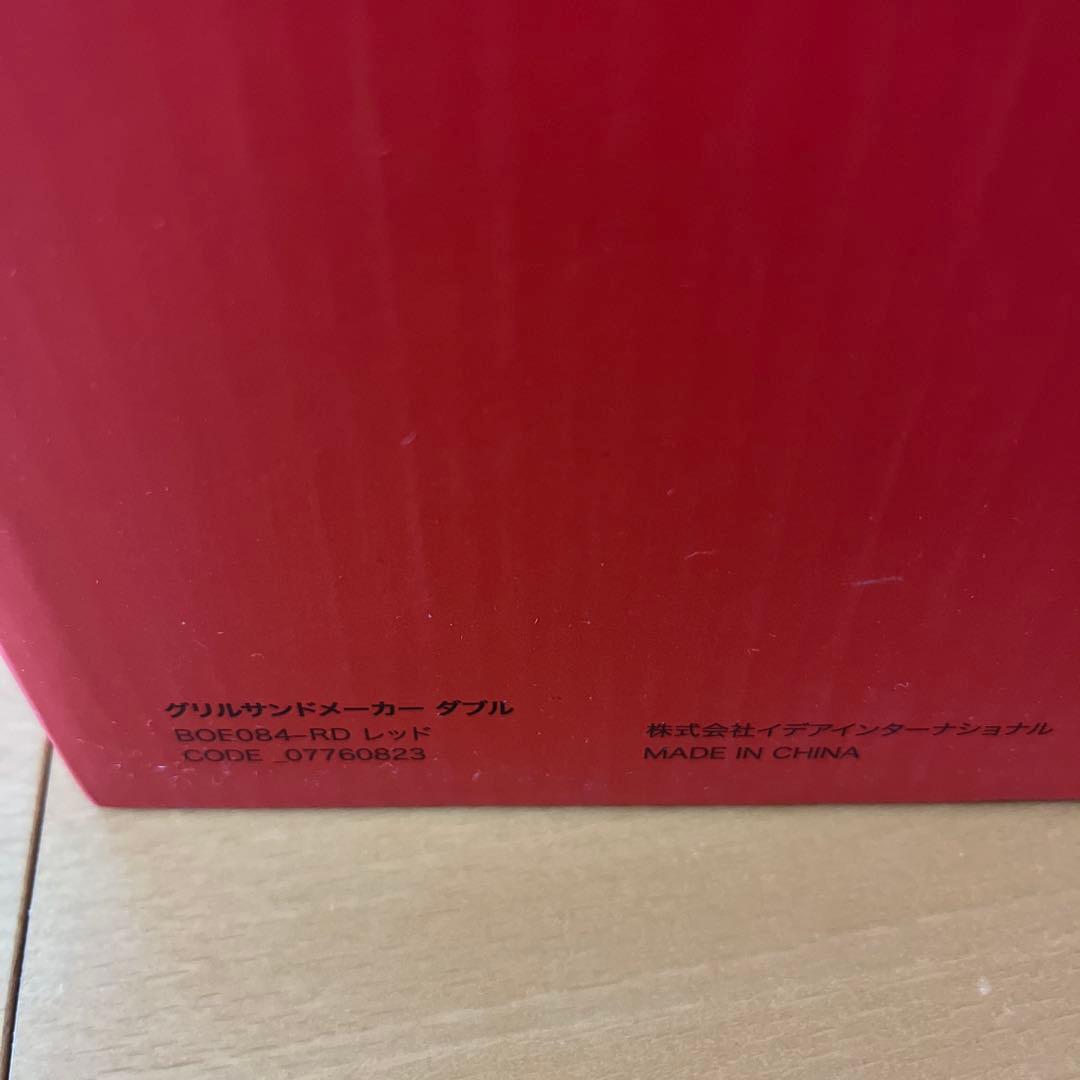 グリルサンドメーカー ダブル
BOE084-RD レッド
CODE _07760823
株式会社イデアインターナショナル
MADE IN CHINA